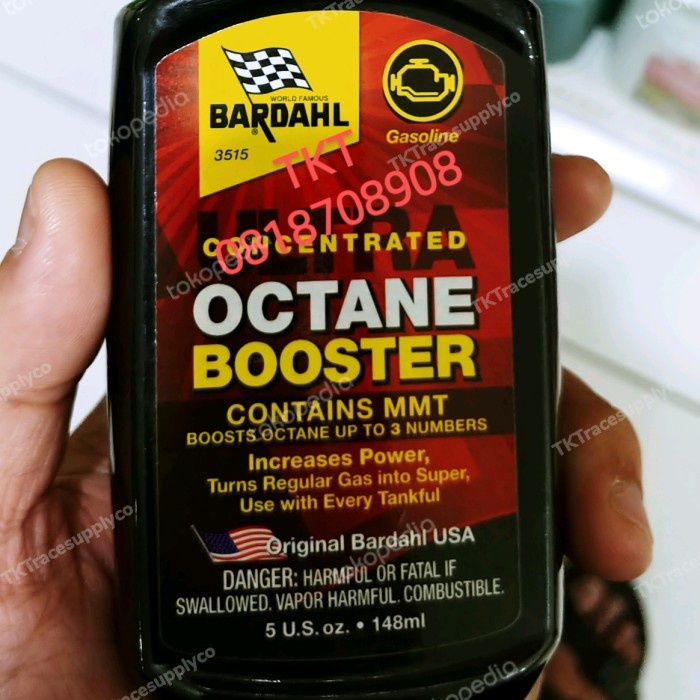 WORLD FAMOUS
BARDAHL®
3515
Gasoline
TKT
0818708908
ULTRA
CONCENTRATED
OCTANE
BOOSTER
CONTAINS MMT
BOOSTS OCTANE UP TO 3 NUMBERS
Increases Power,
Turns Regular Gas into Super,
Use with Every Tankful
Original Bardahl USA
DANGER: HARMFUL OR FATAL IF
SWALLOWED. VAPOR HARMFUL. COMBUSTIBLE.
5 U.S. oz. • 148ml
tokopedia
TKTracesupplyco